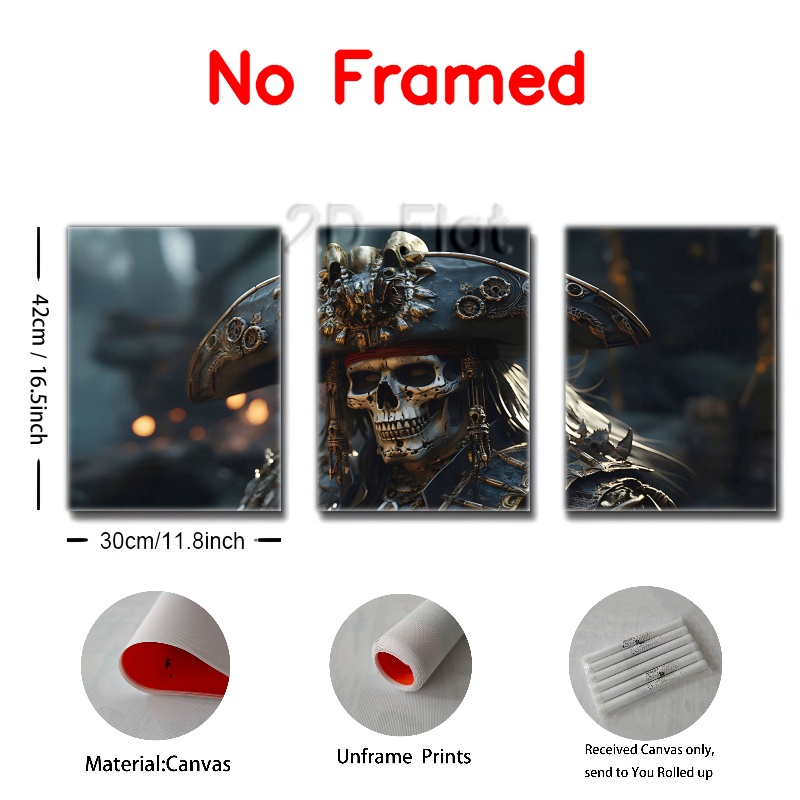 No Framed
2D Flat
42cm / 16.5inch
30cm/11.8inch
Material:Canvas
Unframe Prints
Received Canvas only,
send to You Rolled up